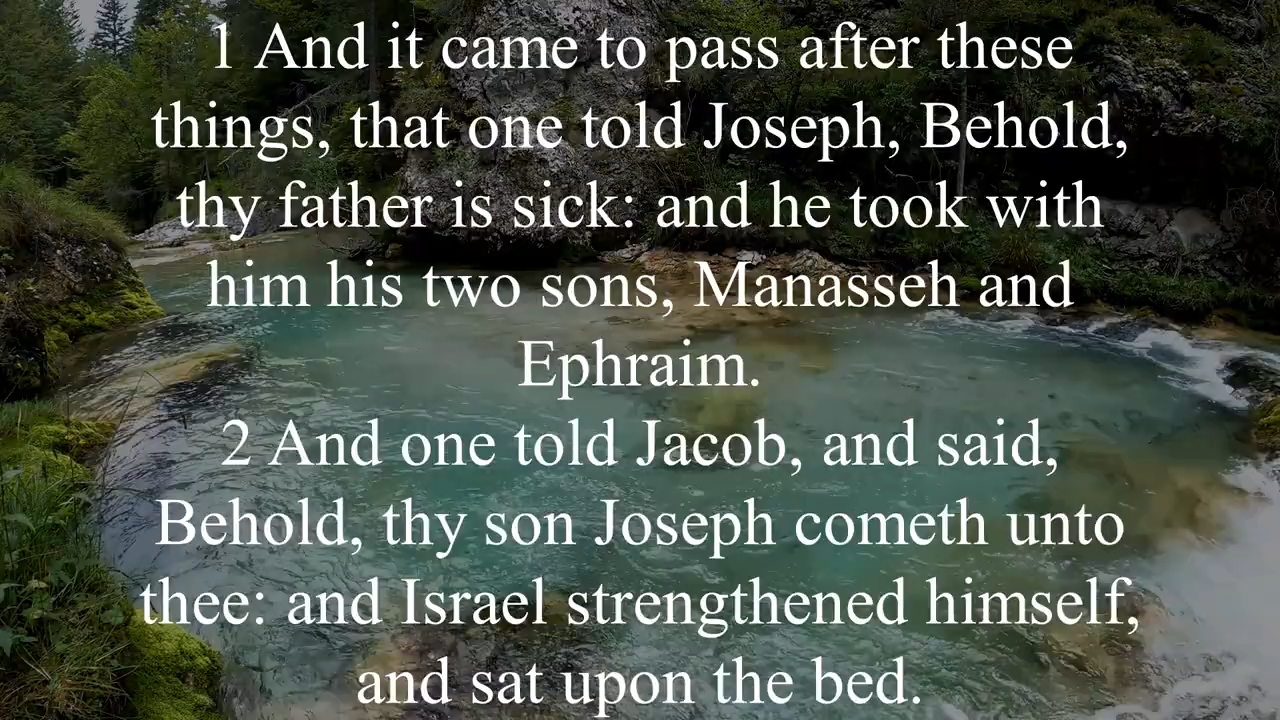 1 And it came to pass after these
things, that one told Joseph, Behold,
thy father is sick: and he took with
him his two sons, Manasseh and
Ephraim.
2 And one told Jacob, and said,
Behold, thy son Joseph cometh unto
thee: and Israel strengthened himself,
and sat upon the bed.